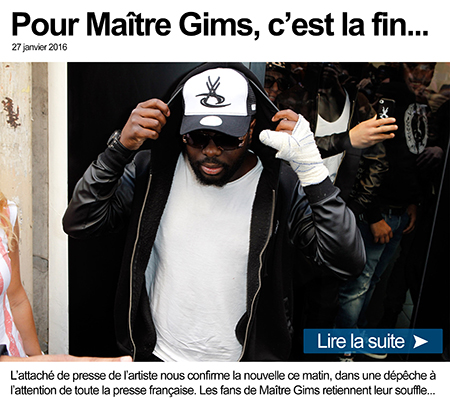 Pour Maître Gims, c’est la fin...
27 janvier 2016
Lire la suite
L’attaché de presse de l’artiste nous confirme la nouvelle ce matin, dans une dépêche à
l’attention de toute la presse française. Les fans de Maître Gims retiennent leur souffle...